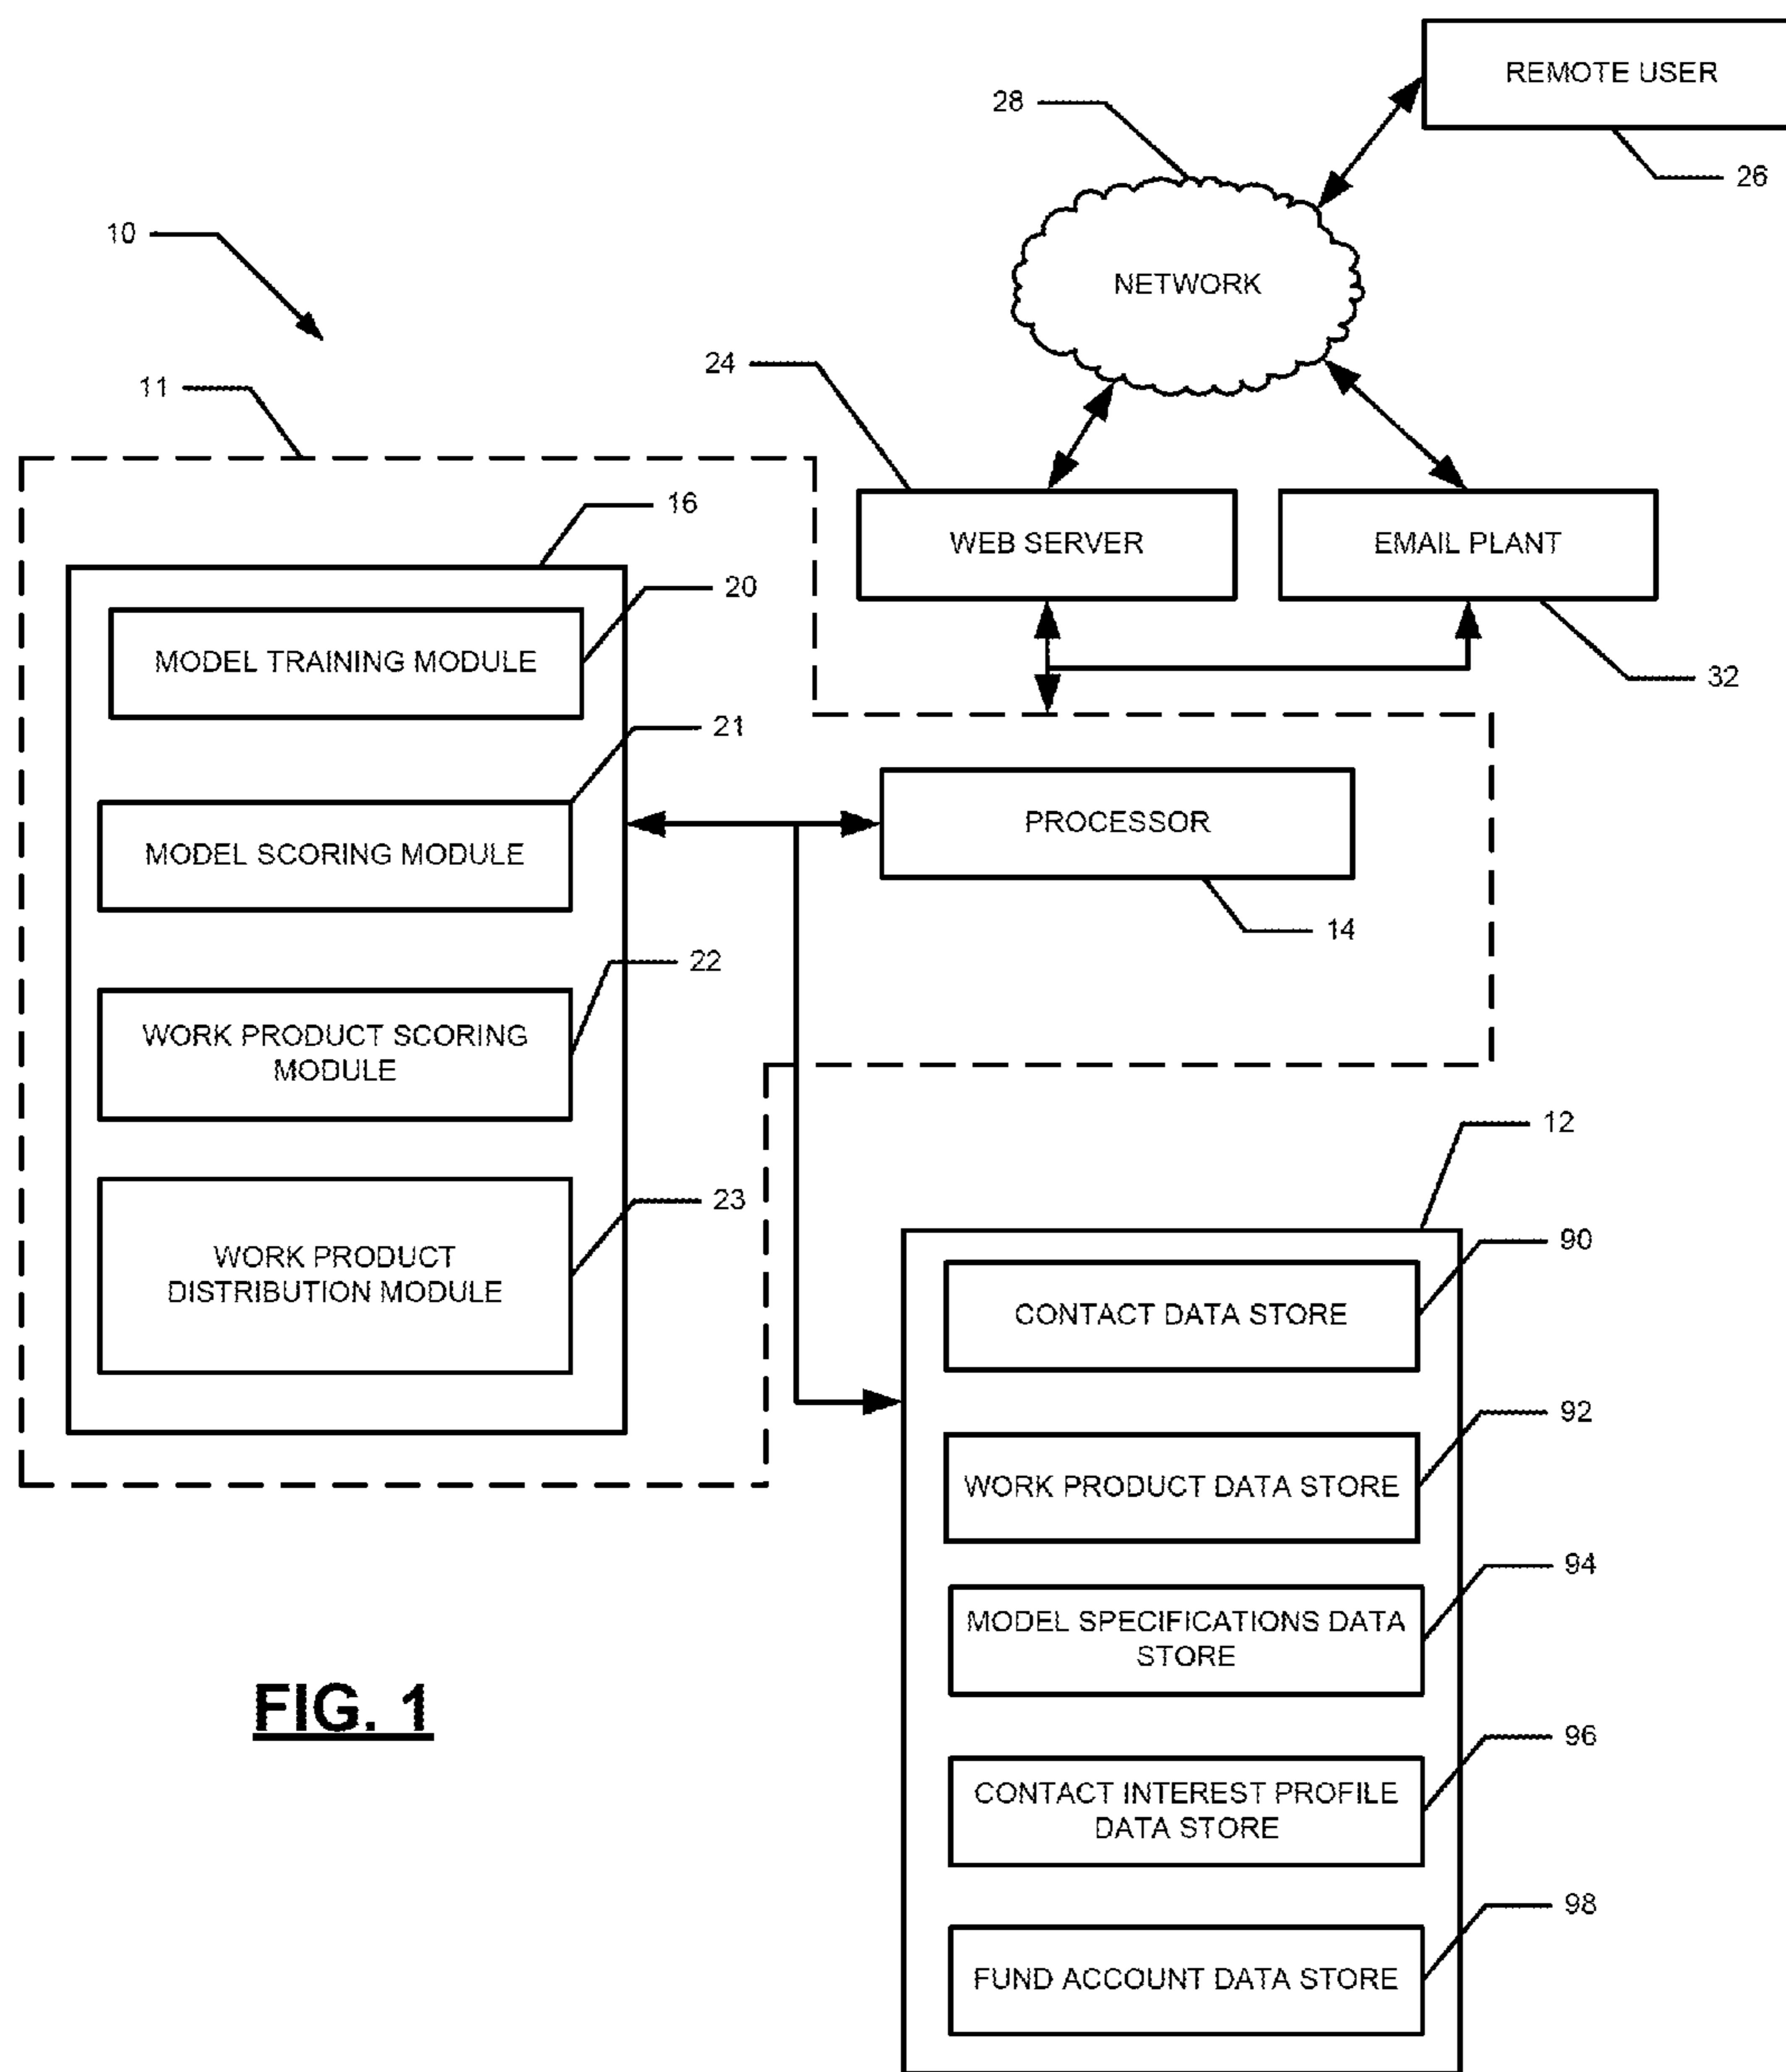 REMOTE USER
28
26
10
NETWORK
24
11
16
WEB SERVER
EMAIL PLANT
20
MODEL TRAINING MODULE
32
21
PROCESSOR
MODEL SCORING MODULE
14
22
WORK PRODUCT SCORING
MODULE
12
23
90
WORK PRODUCT
DISTRIBUTION MODULE
CONTACT DATA STORE
92
WORK PRODUCT DATA STORE
94
MODEL SPECIFICATIONS DATA
STORE
FIG. 1
96
CONTACT INTEREST PROFILE
DATA STORE
98
FUND ACCOUNT DATA STORE